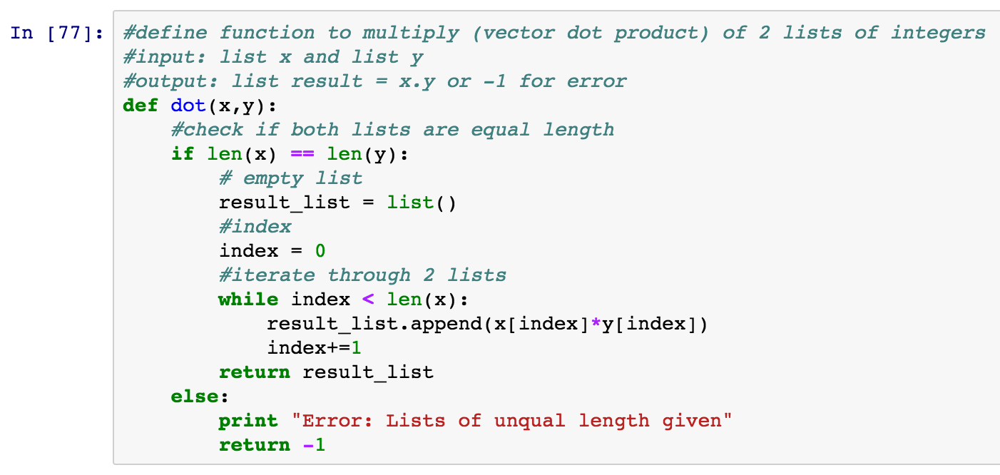 In [77]: #define function to multiply (vector dot product) of 2 lists of integers
#input: list x and list y
#output: list result = x.y or -1 for error
def dot(x,y):
    #check if both lists are equal length
    if len(x) == len(y):
        # empty list
        result_list = list()
        #index
        index = 0
        #iterate through 2 lists
        while index < len(x):
            result_list.append(x[index]*y[index])
            index+=1
        return result_list
    else:
        print "Error: Lists of unqual length given"
        return -1